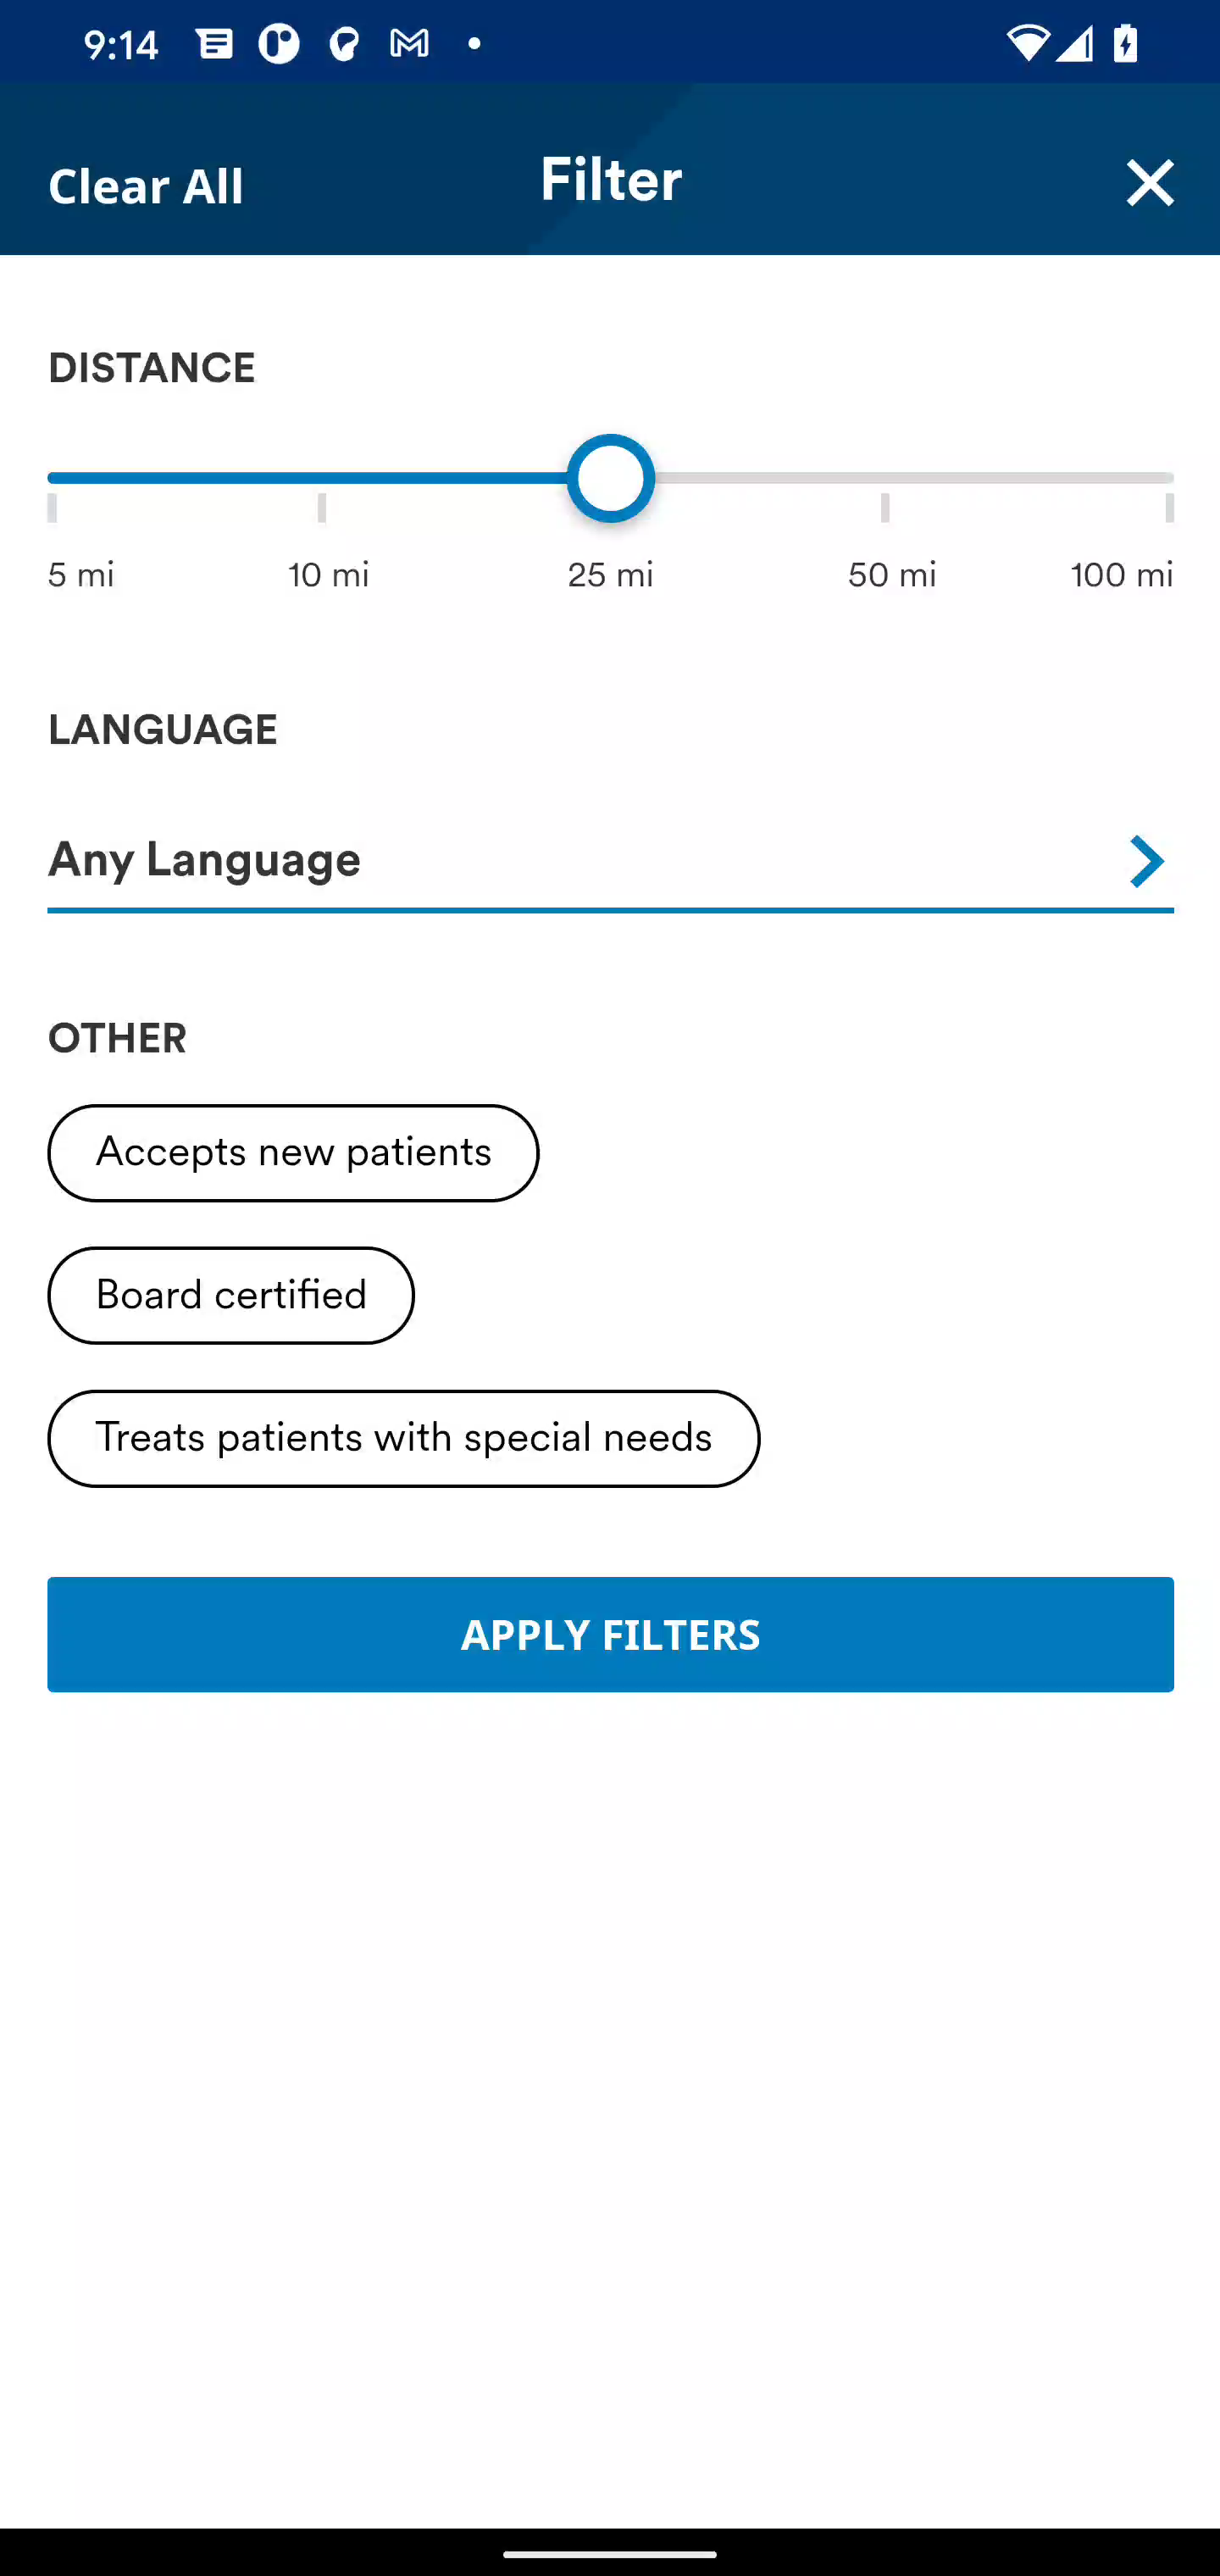 9:14
Clear All
Filter
DISTANCE
5 mi 10 mi 25 mi 50 mi 100 mi
LANGUAGE
Any Language
OTHER
Accepts new patients
Board certified
Treats patients with special needs
APPLY FILTERS